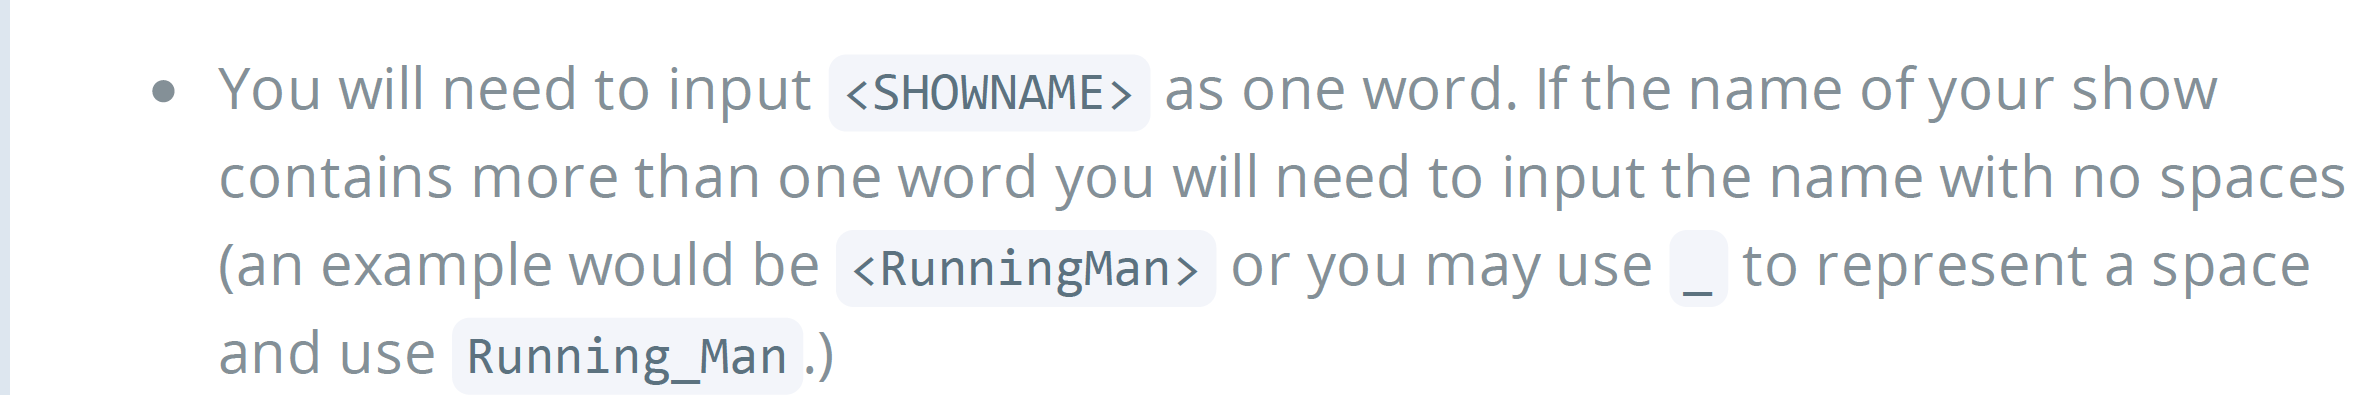 You will need to input <SHOWNAME> as one word. If the name of your show
contains more than one word you will need to input the name with no spaces
(an example would be <RunningMan> or you may use _ to represent a space
and use Running_Man.)